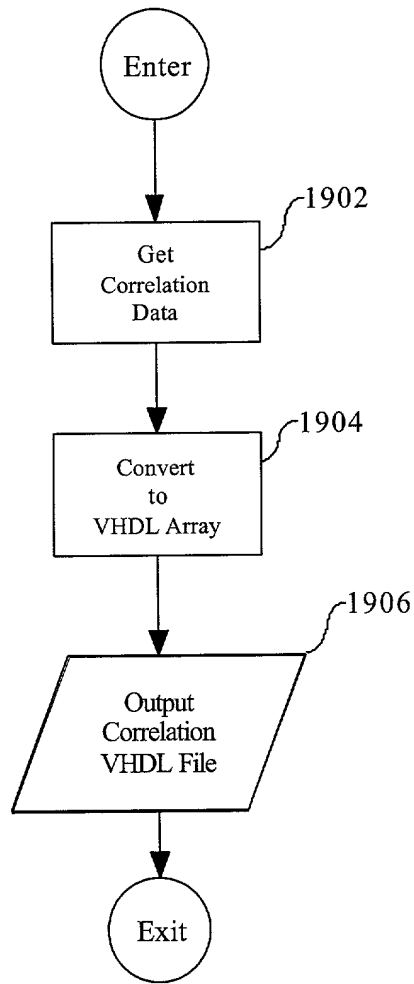 Enter
1902
Get
Correlation
Data
1904
Convert
to
VHDL Array
1906
Output
Correlation
VHDL File
Exit